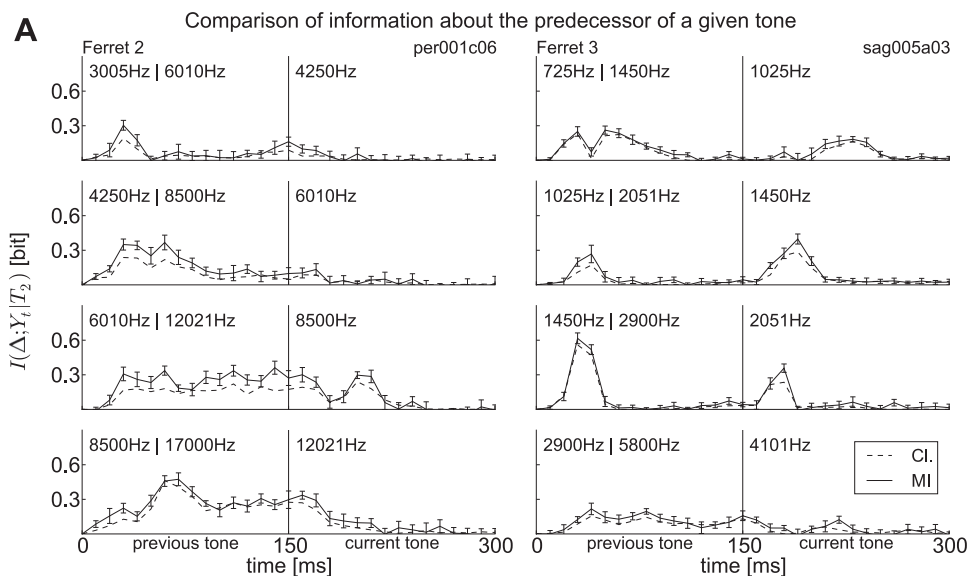 A
Comparison of information about the predecessor of a given tone
Ferret 2
per001c06
Ferret 3
sag005a03
I(Δ;Y_t|T_2) [bit]
0.6
0.3
3005Hz | 6010Hz
4250Hz
725Hz | 1450Hz
1025Hz
0.6
0.3
4250Hz | 8500Hz
6010Hz
1025Hz | 2051Hz
1450Hz
0.6
0.3
6010Hz | 12021Hz
8500Hz
1450Hz | 2900Hz
2051Hz
0.6
0.3
8500Hz | 17000Hz
12021Hz
2900Hz | 5800Hz
4101Hz
CI.
MI
0
previous tone
150
current tone
300
time [ms]
0
previous tone
150
current tone
300
time [ms]